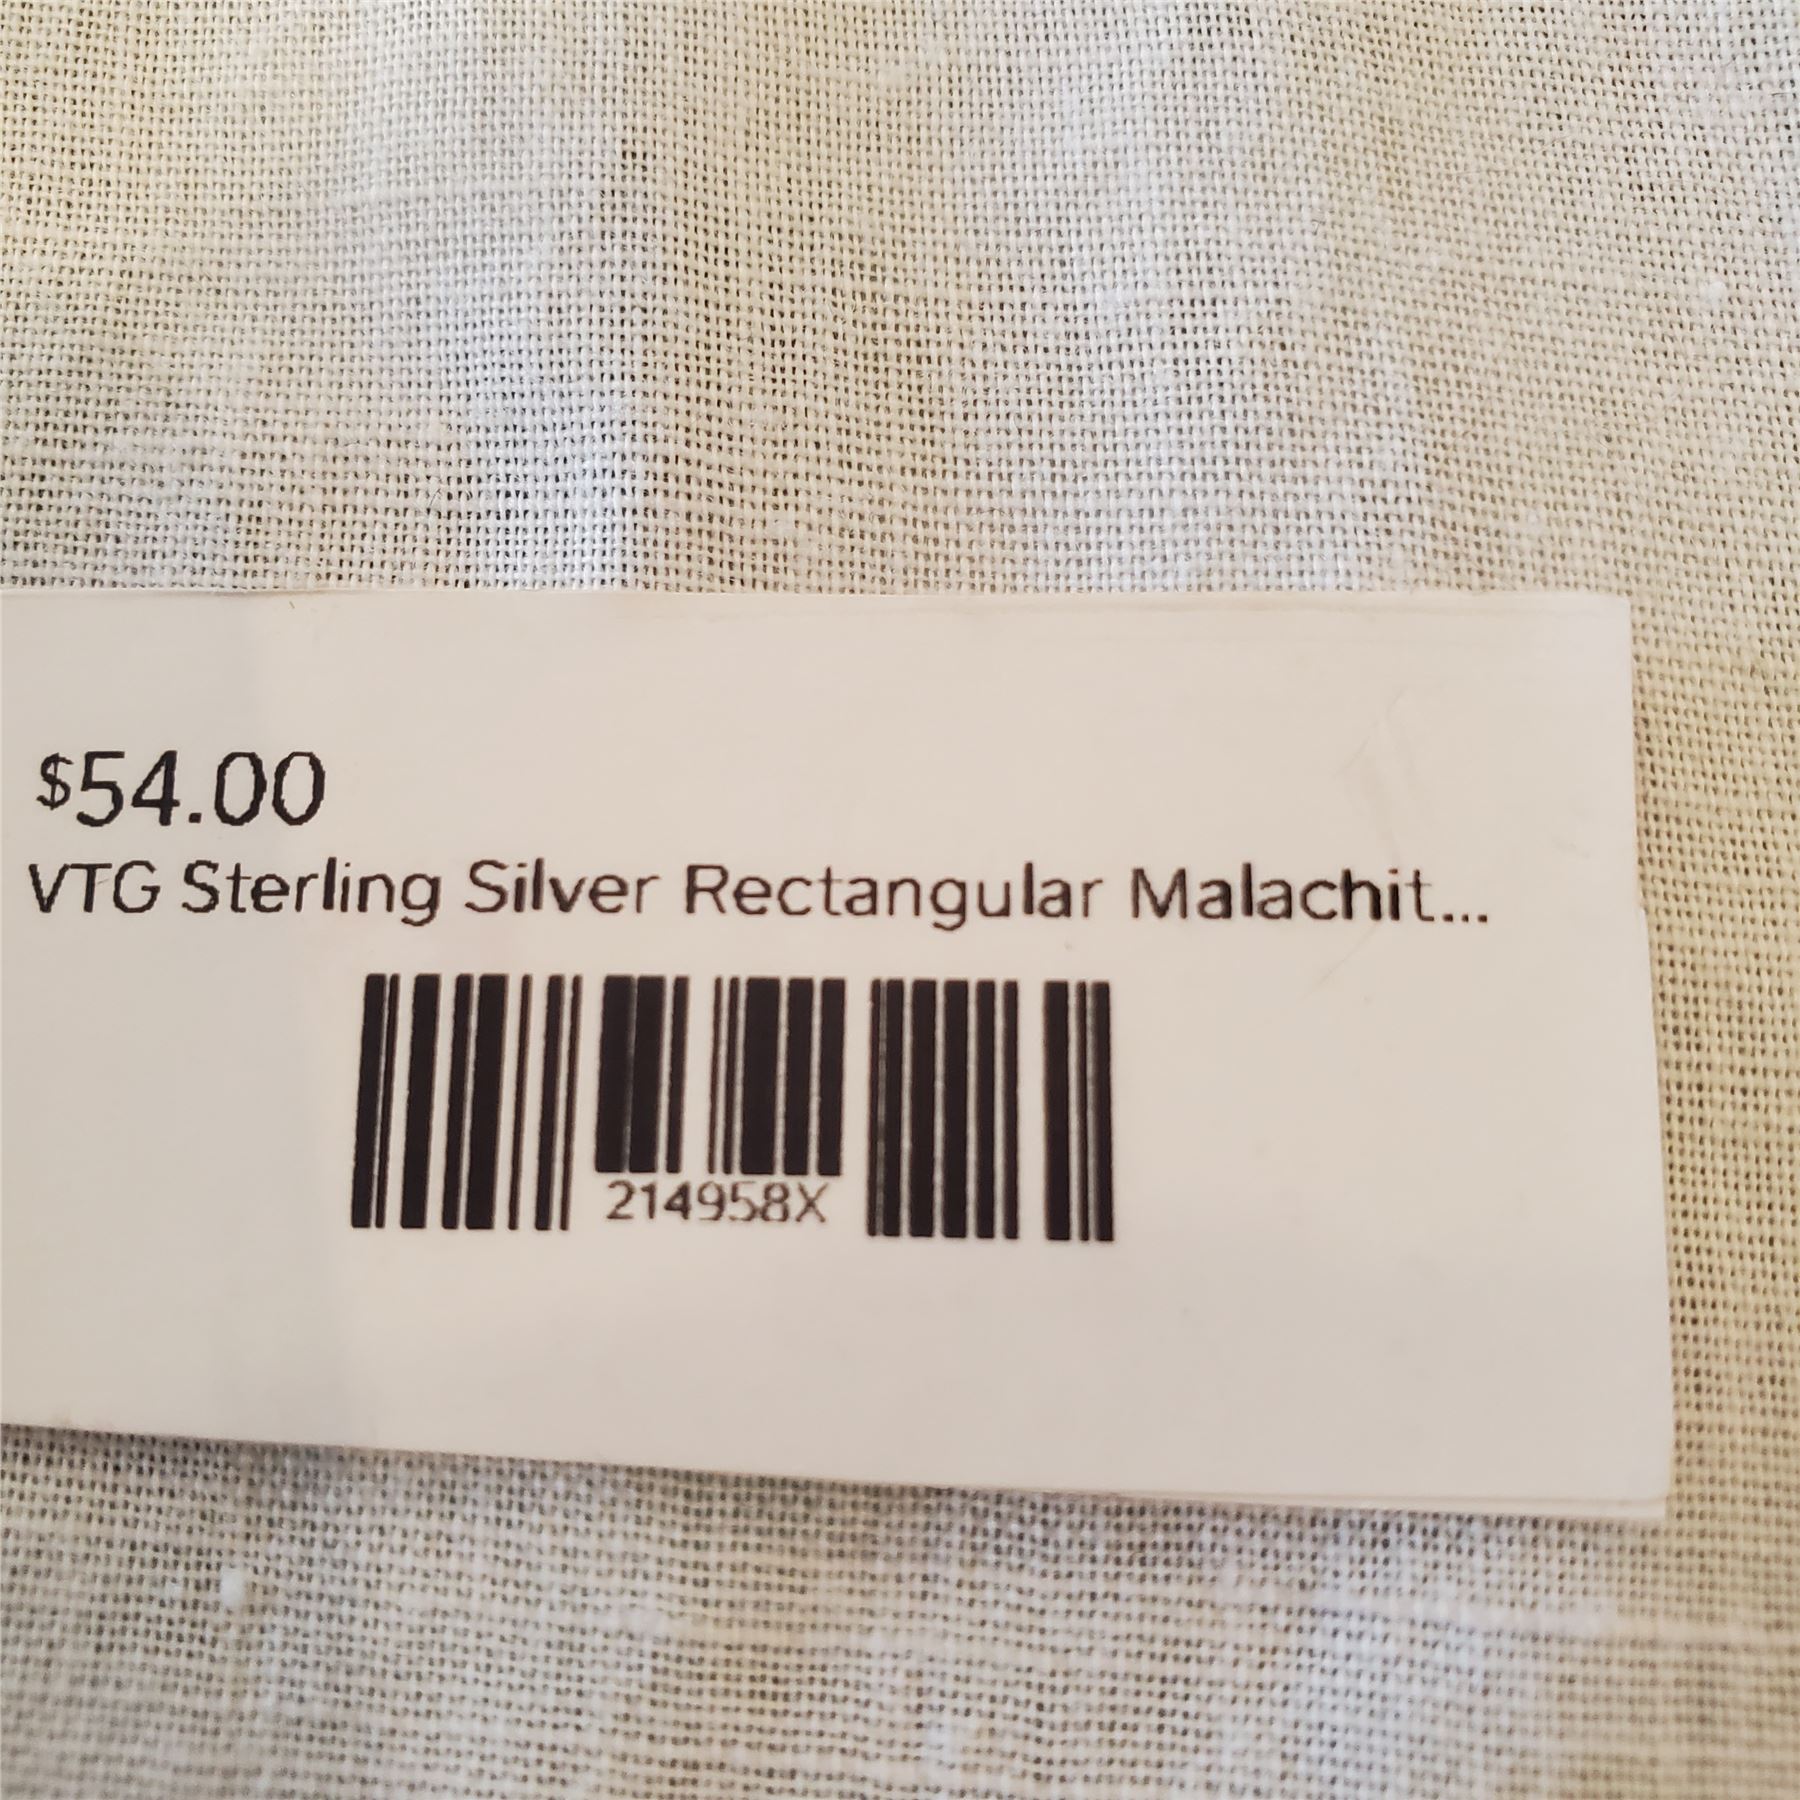 $54.00
VTG Sterling Silver Rectangular Malachit...
214958X